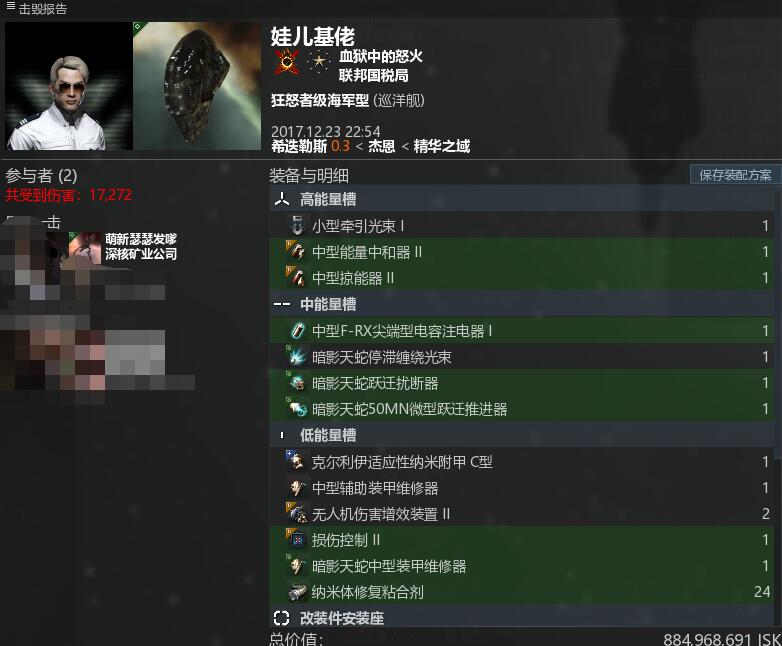 击毁报告
娃儿基佬
血狱中的怒火
联邦国税局
狂怒者级海军型 (巡洋舰)
2017.12.23 22:54
希迭勒斯 0.3 < 杰恩 < 精华之域
参与者 (2)
共受到伤害: 17,272
一击
萌新瑟瑟发嗲
深核矿业公司
装备与明细
保存装配方案
高能量槽
小型牵引光束 I 1
中型能量中和器 II 1
中型掠能器 II 1
中能量槽
中型F-RX尖端型电容注电器 I 1
暗影天蛇停滞缠绕光束 1
暗影天蛇跃迁扰断器 1
暗影天蛇50MN微型跃迁推进器 1
低能量槽
克尔利伊适应性纳米附甲 C型 1
中型辅助装甲维修器 1
无人机伤害增效装置 II 2
损伤控制 II 1
暗影天蛇中型装甲维修器 1
纳米体修复粘合剂 24
改装件安装座
总价值: 884,968,691 ISK